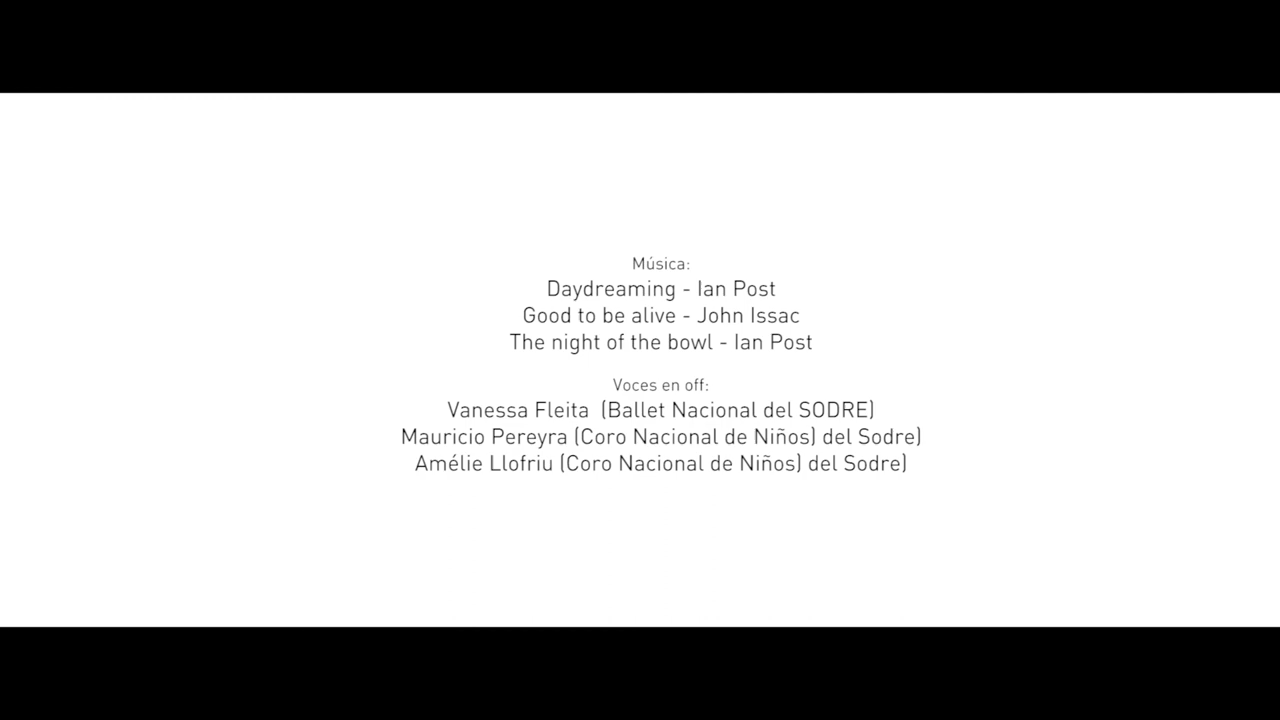 Música:
Daydreaming - Ian Post
Good to be alive - John Issac
The night of the bowl - Ian Post
Voces en off:
Vanessa Fleita (Ballet Nacional del SODRE)
Mauricio Pereyra (Coro Nacional de Niños) del Sodre)
Amélie Llofriu (Coro Nacional de Niños) del Sodre)